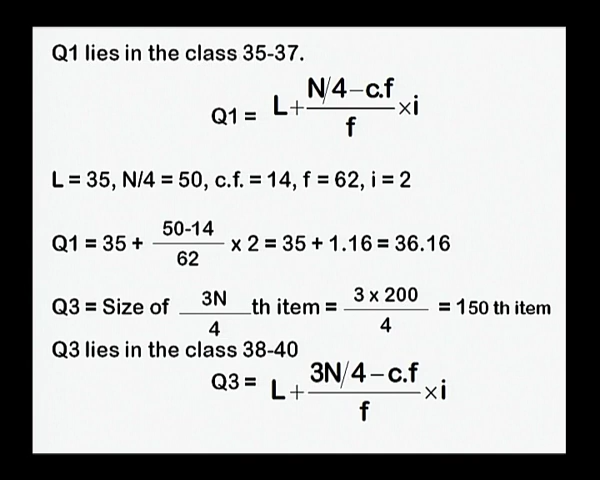 Q1 lies in the class 35-37.
Q1 = L+ N/4-c.f / f ×i
L = 35, N/4 = 50, c.f. = 14, f = 62, i = 2
Q1 = 35 + 50-14 / 62 x 2 = 35 + 1.16 = 36.16
Q3 = Size of 3N / 4 th item = 3 x 200 / 4 = 150 th item
Q3 lies in the class 38-40
Q3 = L+ 3N/4-c.f / f ×i